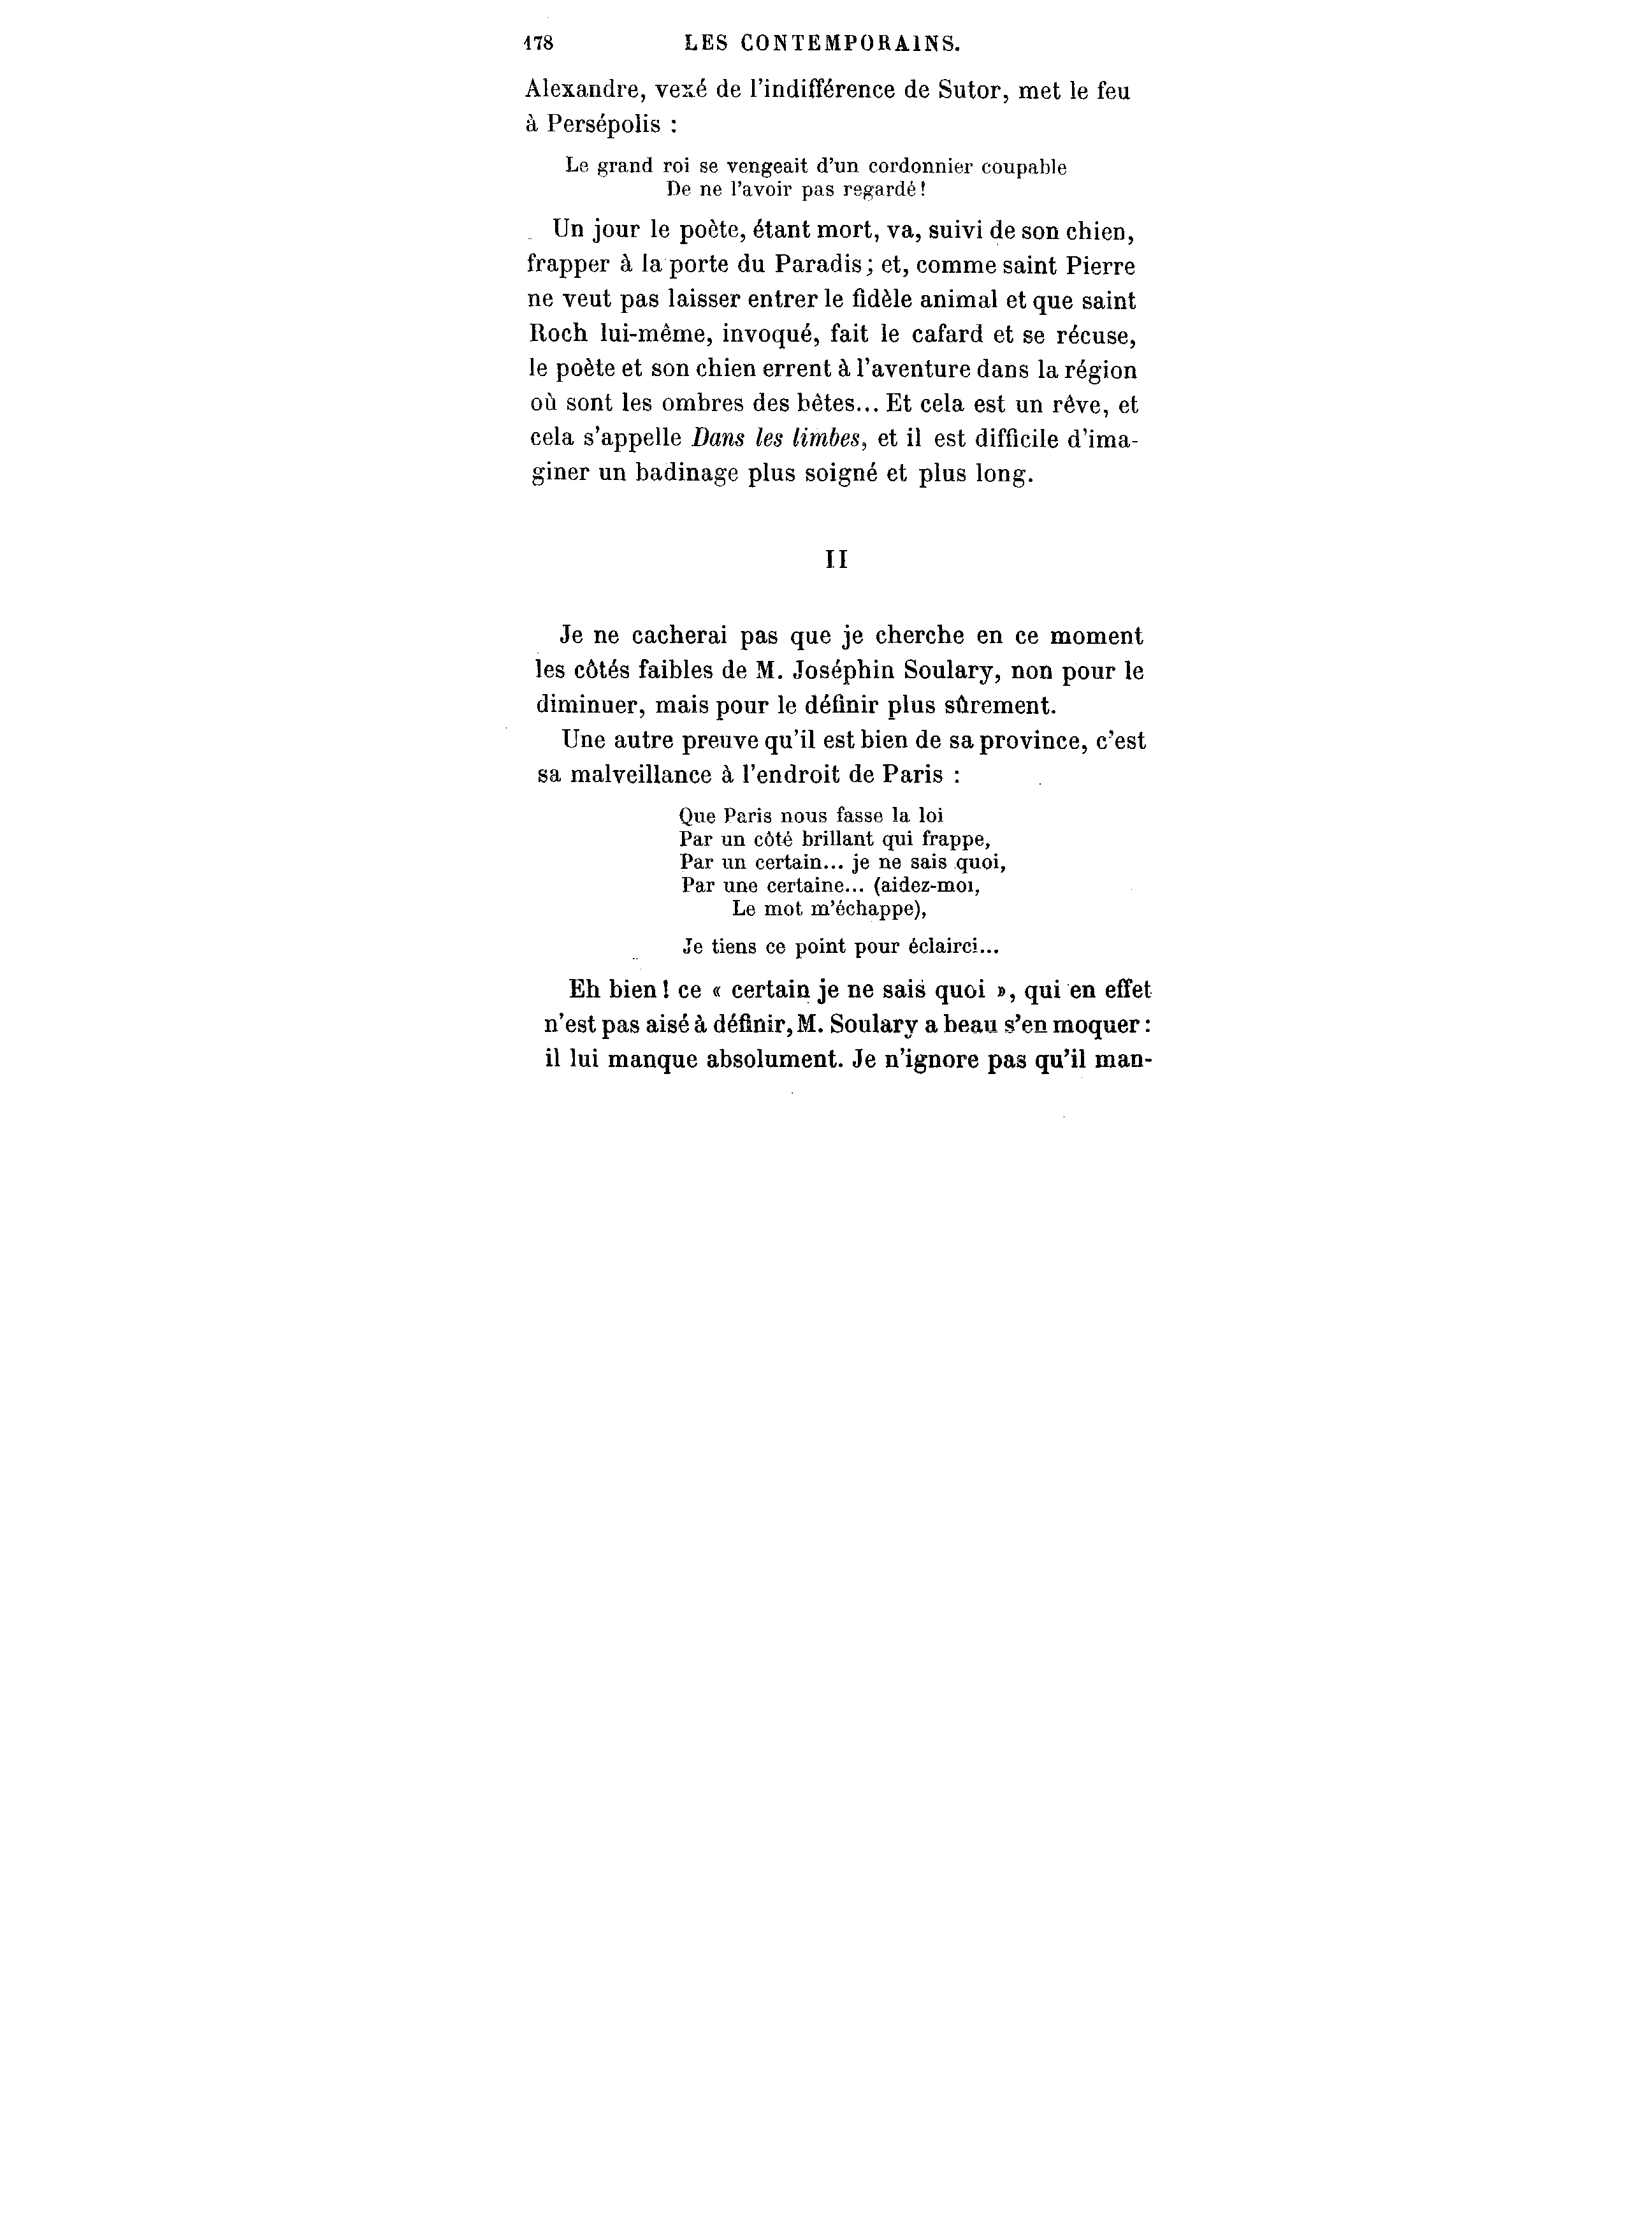 178 LES CONTEMPORAINS.
Alexandre, vexé de l'indifférence de Sutor, met le feu
à Persépolis :
Le grand roi se vengeait d'un cordonnier coupable
De ne l'avoir pas regardé!
Un jour le poète, étant mort, va, suivi de son chien,
frapper à la porte du Paradis; et, comme saint Pierre
ne veut pas laisser entrer le fidèle animal et que saint
Roch lui-même, invoqué, fait le cafard et se récuse,
le poète et son chien errent à l'aventure dans la région
où sont les ombres des bêtes... Et cela est un rêve, et
cela s'appelle Dans les limbes, et il est difficile d'ima-
giner un badinage plus soigné et plus long.
II
Je ne cacherai pas que je cherche en ce moment
les côtés faibles de M. Joséphin Soulary, non pour le
diminuer, mais pour le définir plus sûrement.
Une autre preuve qu'il est bien de sa province, c'est
sa malveillance à l'endroit de Paris :
Que Paris nous fasse la loi
Par un côté brillant qui frappe,
Par un certain... je ne sais quoi,
Par une certaine... (aidez-moi,
Le mot m'échappe),
Je tiens ce point pour éclairci...
Eh bien! ce « certain je ne sais quoi », qui en effet
n'est pas aisé à définir, M. Soulary a beau s'en moquer :
il lui manque absolument. Je n'ignore pas qu'il man-